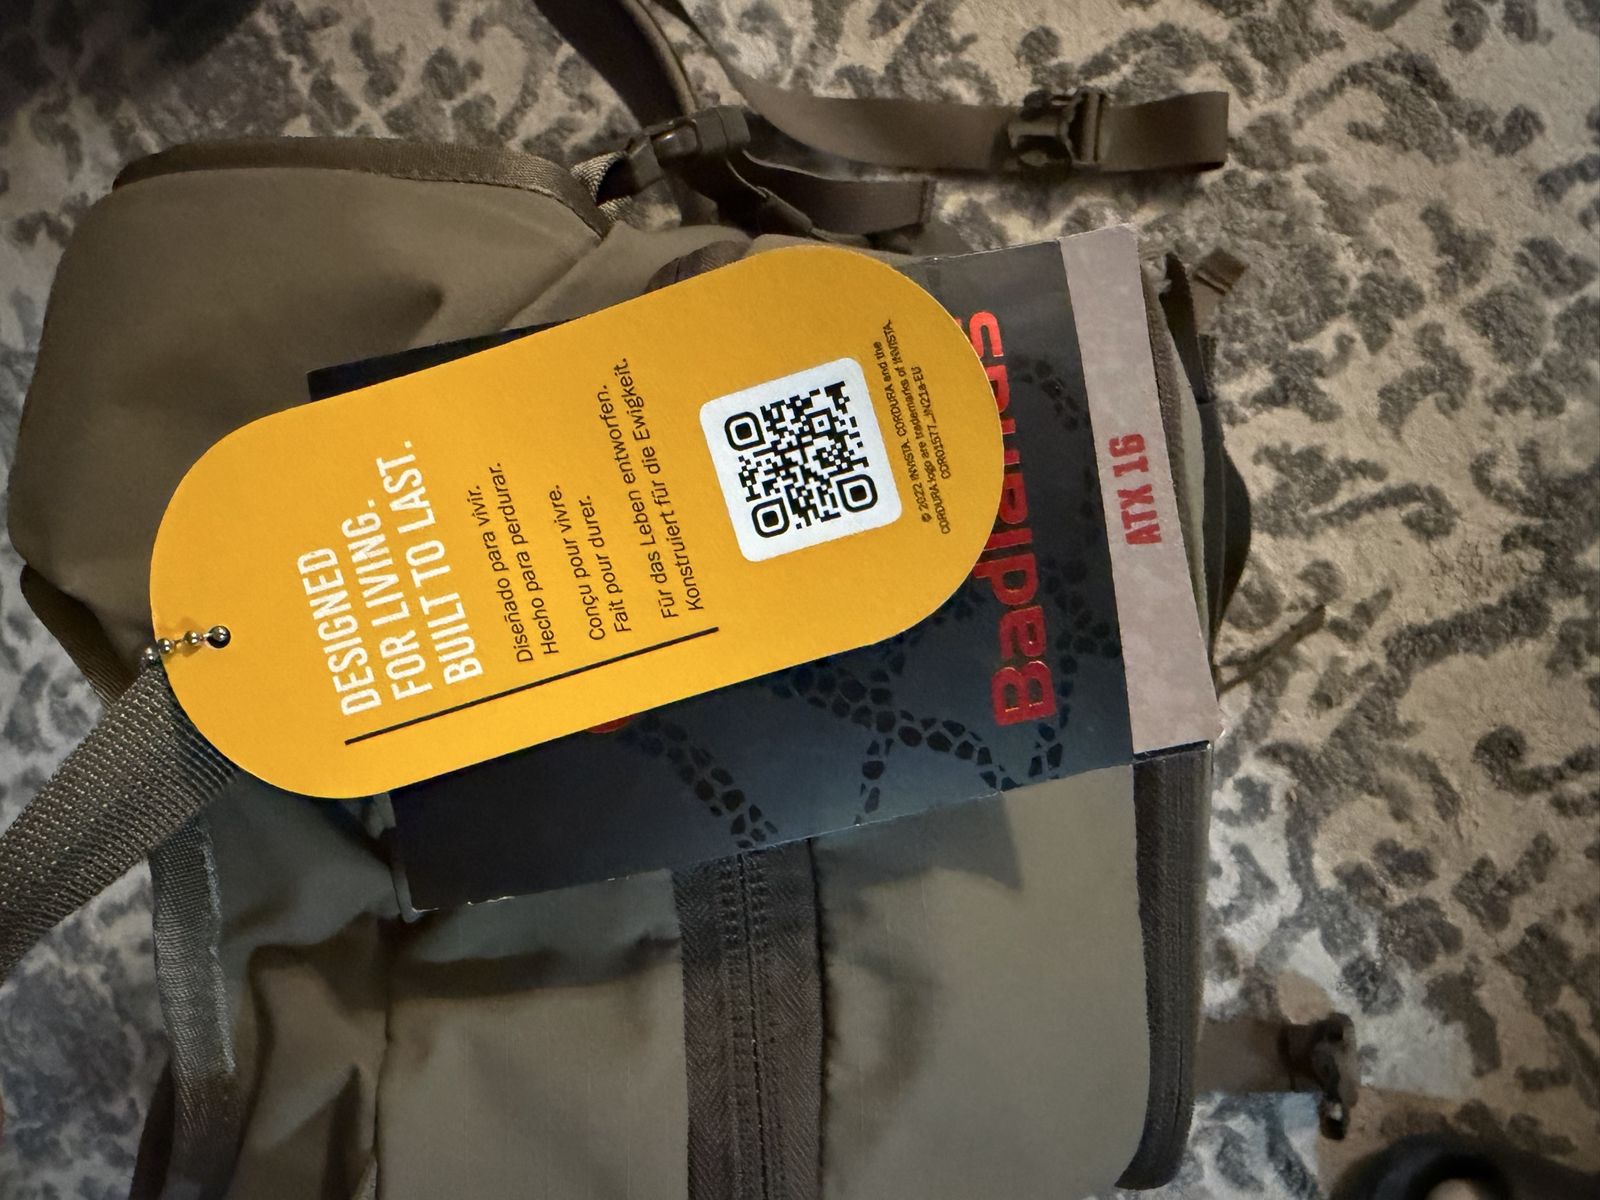 DESIGNED
FOR LIVING.
BUILT TO LAST.
Diseñado para vivir.
Hecho para perdurar.
Conçu pour vivre.
Fait pour durer.
Für das Leben entworfen.
Konstruiert für die Ewigkeit.
© 2022 INVISTA. CORDURA and the
CORDURA logo are trademarks of INVISTA.
COR01577_IN21a-EU
Badlands
ATX 16